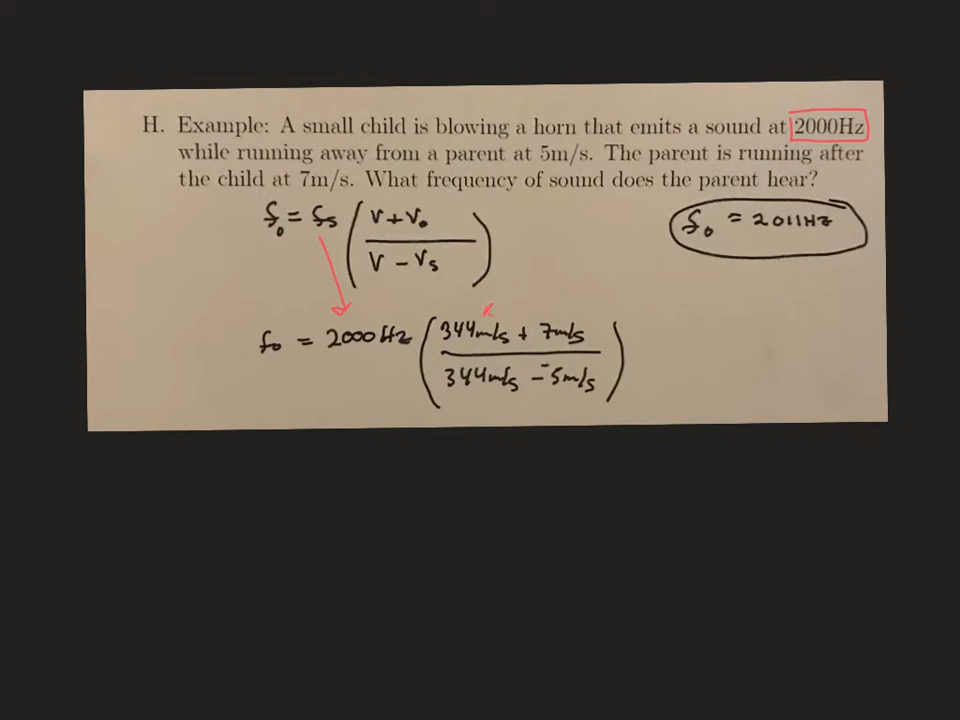 H. Example: A small child is blowing a horn that emits a sound at 2000Hz
while running away from a parent at 5m/s. The parent is running after
the child at 7m/s. What frequency of sound does the parent hear?
f₀ = fs (V + V₀ / V - Vs)
f₀ = 2011Hz
f₀ = 2000Hz (344m/s + 7m/s / 344m/s - -5m/s)